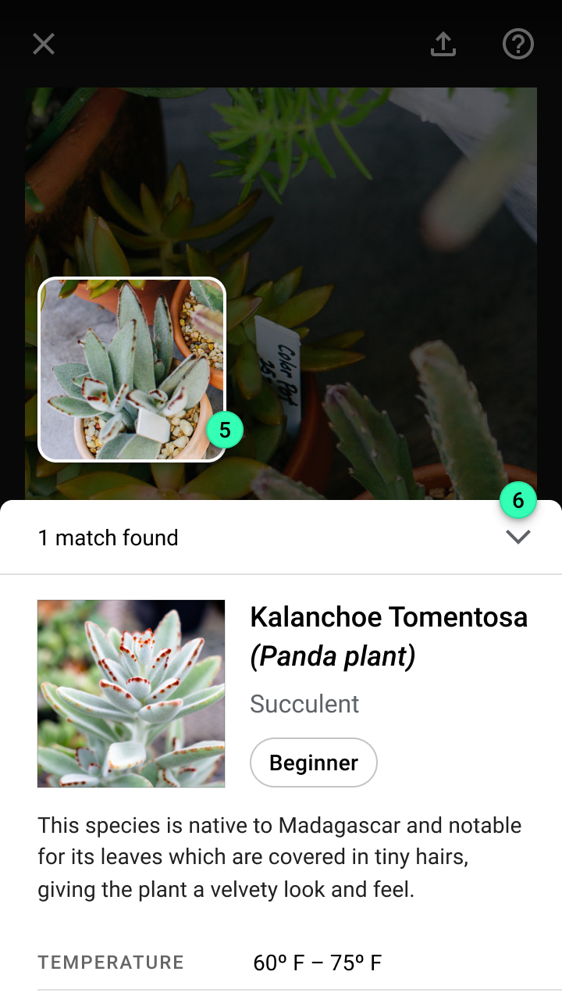 ?
Color Pot
5
6
1 match found
Kalanchoe Tomentosa
(Panda plant)
Succulent
Beginner
This species is native to Madagascar and notable
for its leaves which are covered in tiny hairs,
giving the plant a velvety look and feel.
TEMPERATURE 60º F – 75º F